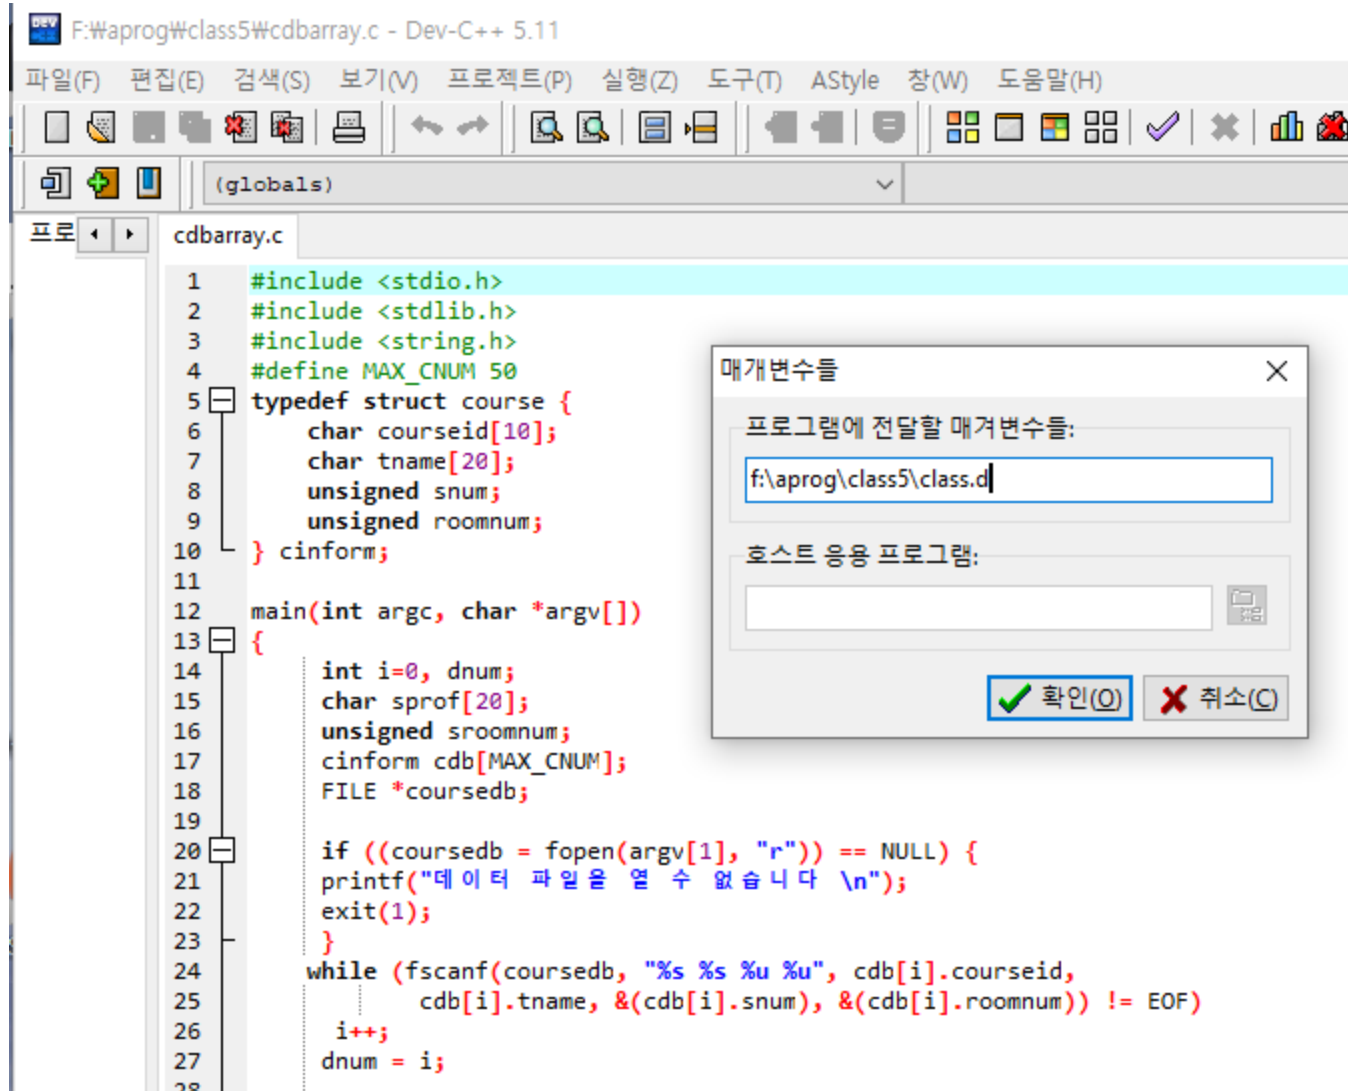 F:₩aprog₩class5₩cdbarray.c - Dev-C++ 5.11
파일(F) 편집(E) 검색(S) 보기(V) 프로젝트(P) 실행(Z) 도구(T) AStyle 창(W) 도움말(H)
(globals)
프로
cdbarray.c
1 #include <stdio.h>
2 #include <stdlib.h>
3 #include <string.h>
4 #define MAX_CNUM 50
5 typedef struct course {
6 char courseid[10];
7 char tname[20];
8 unsigned snum;
9 unsigned roomnum;
10 } cinform;
11
12 main(int argc, char *argv[])
13 {
14 int i=0, dnum;
15 char sprof[20];
16 unsigned sroomnum;
17 cinform cdb[MAX_CNUM];
18 FILE *coursedb;
19
20 if ((coursedb = fopen(argv[1], "r")) == NULL) {
21 printf("데이터 파일을 열 수 없습니다 \n");
22 exit(1);
23 }
24 while (fscanf(coursedb, "%s %s %u %u", cdb[i].courseid,
25 cdb[i].tname, &(cdb[i].snum), &(cdb[i].roomnum)) != EOF)
26 i++;
27 dnum = i;
28
매개변수들
프로그램에 전달할 매겨변수들:
f:\aprog\class5\class.d
호스트 응용 프로그램:
확인(O) 취소(C)